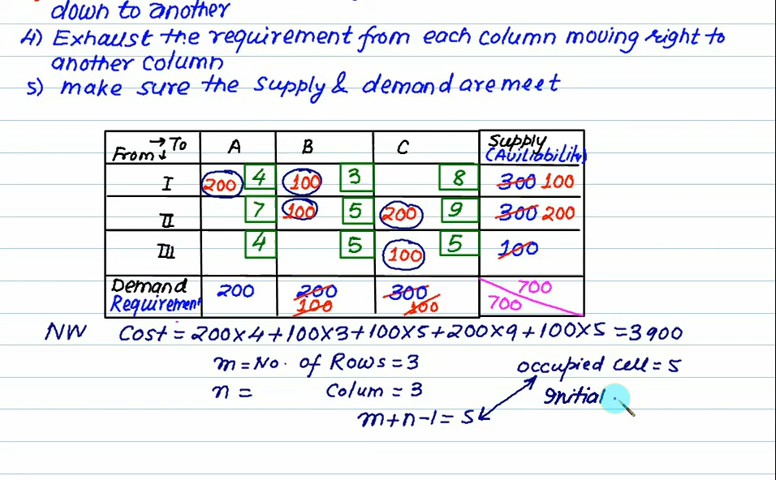 down to another
4) Exhaust the requirement from each column moving right to
another column
5) make sure the supply & demand are meet
From↓ →To A B C Supply
(Aviliability)
I 200 4 100 3 8 300 100
II 7 100 5 200 9 300 200
III 4 5 100 5 100
Demand 200 200 300 700
Requirement 100 100 700
NW Cost = 200×4+100×3+100×5+200×9+100×5 = 3900
m = No. of Rows = 3 occupied cell = 5
n = Colum = 3 Initial
m+n-1 = 5